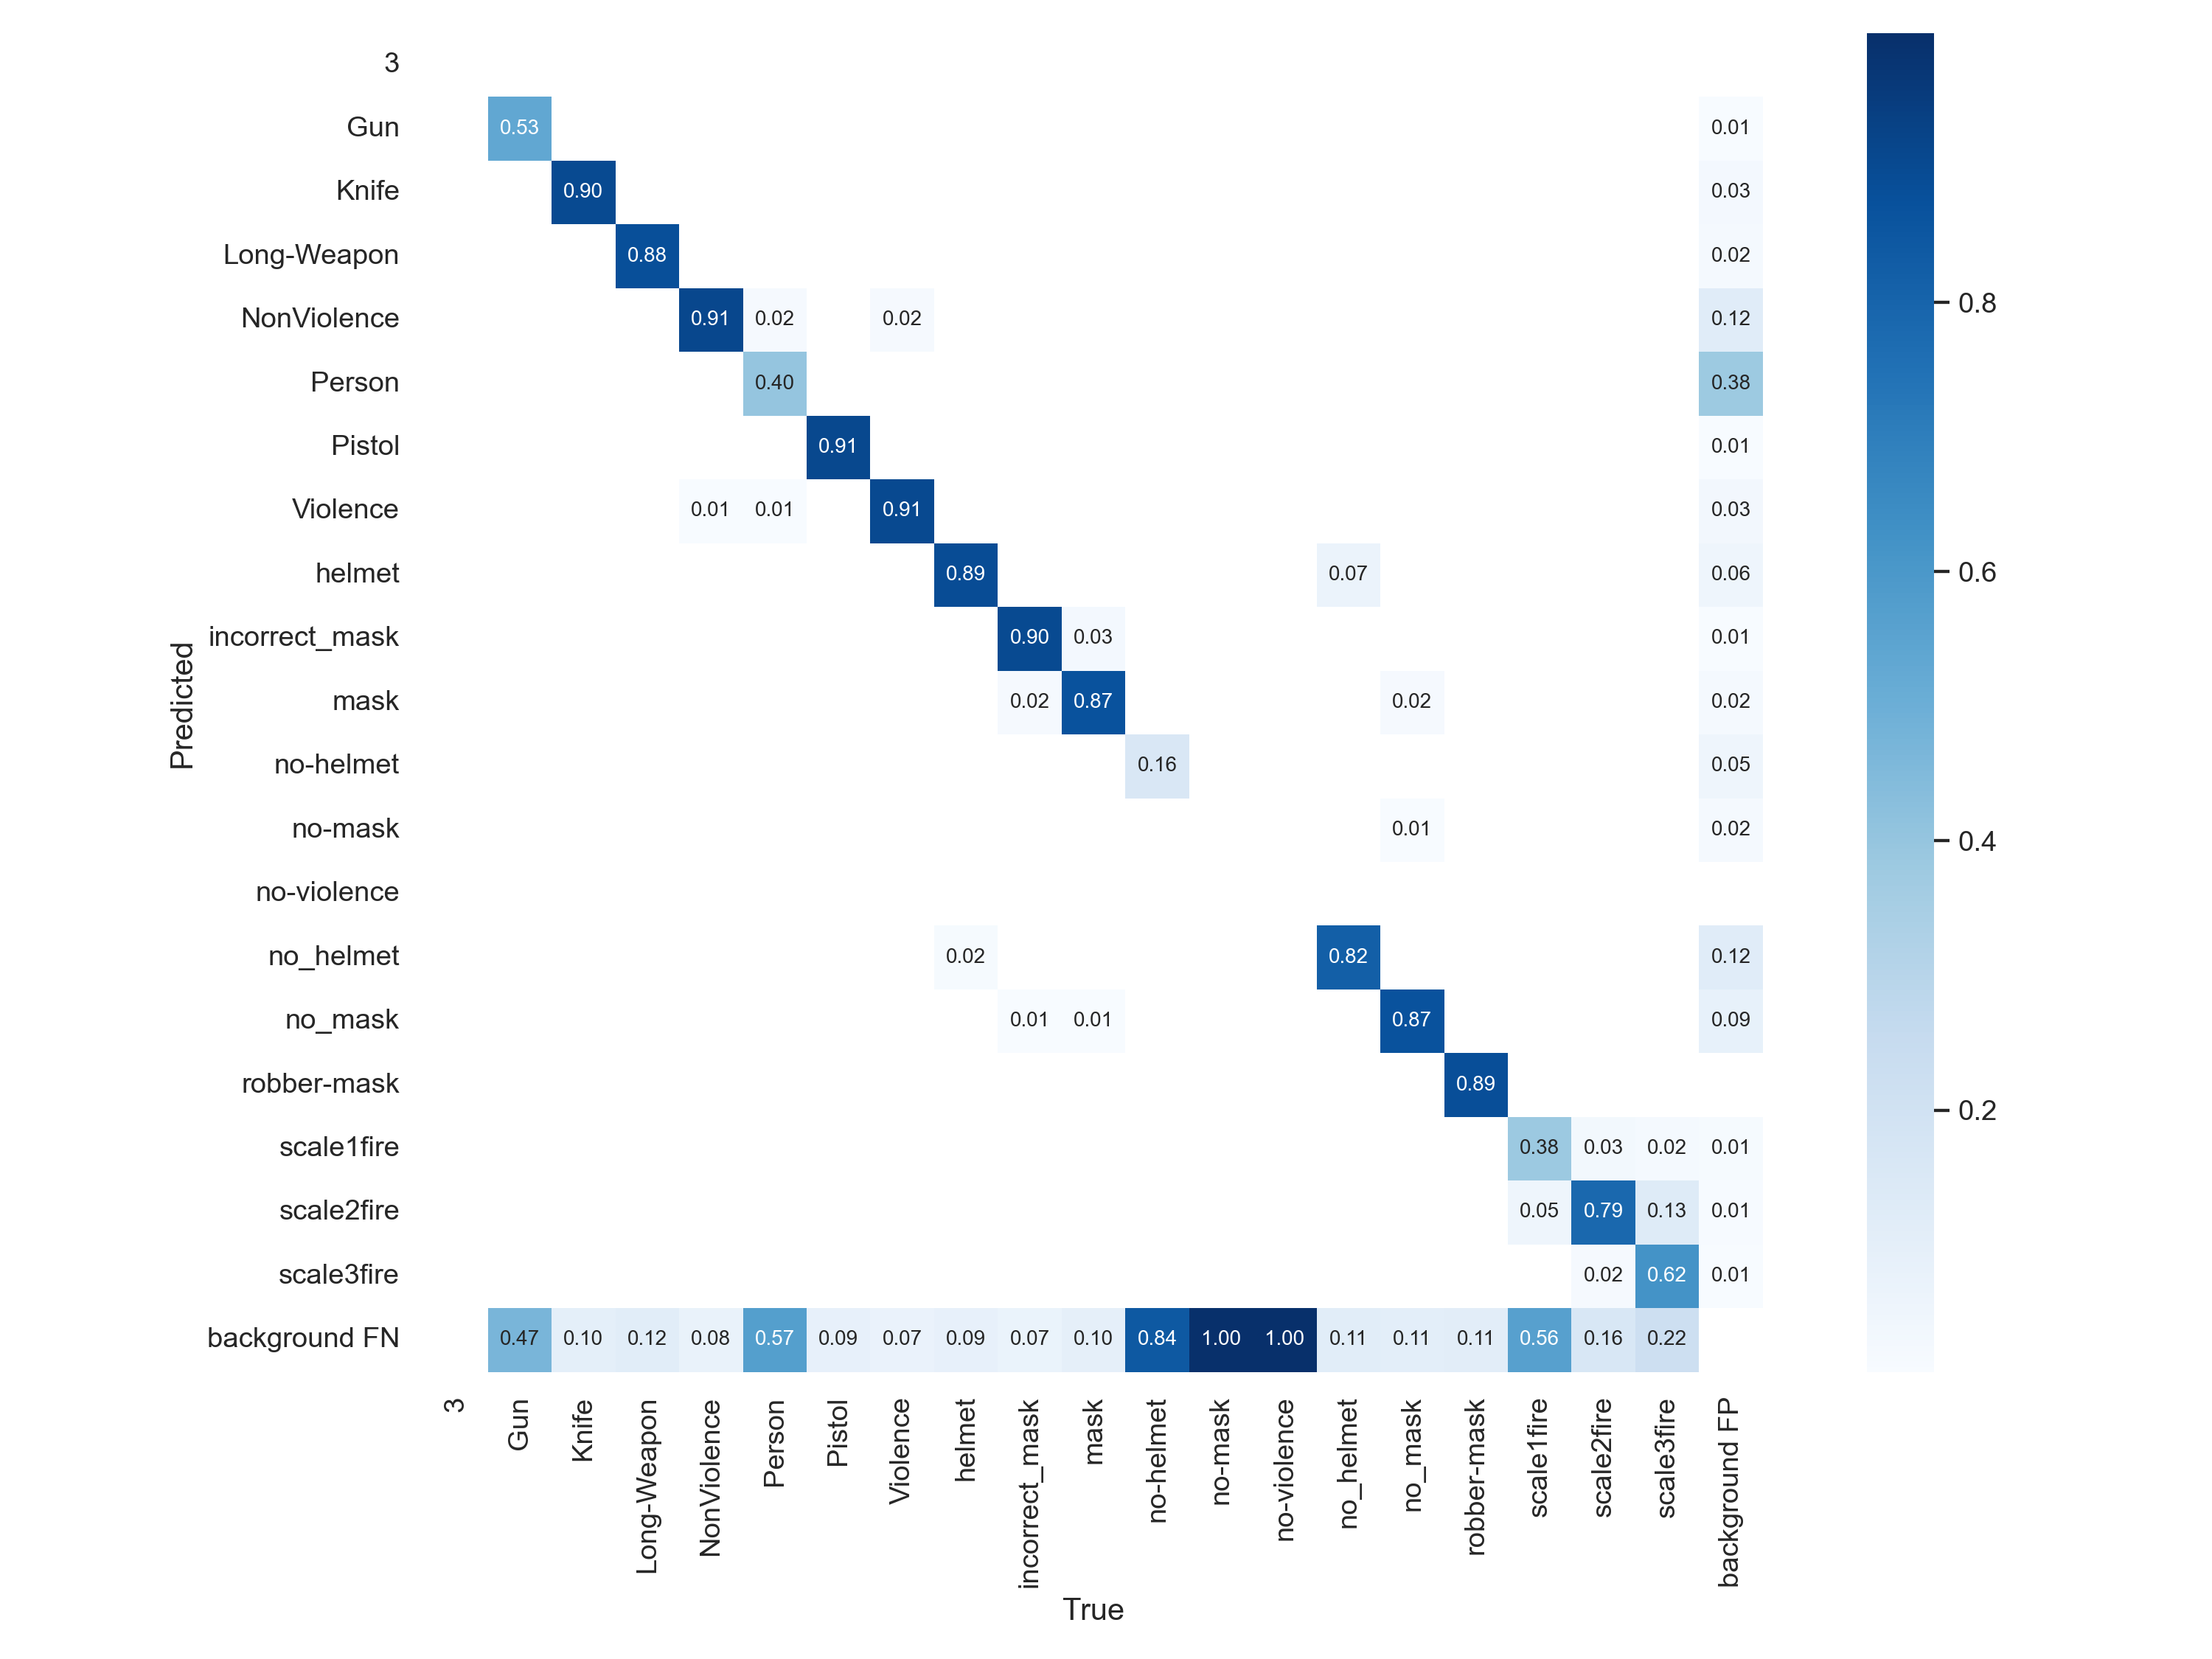 3
Gun 0.53 0.01
Knife 0.90 0.03
Long-Weapon 0.88 0.02
NonViolence 0.91 0.02 0.02 0.12
Person 0.40 0.38
Pistol 0.91 0.01
Violence 0.01 0.01 0.91 0.03
helmet 0.89 0.07 0.06
incorrect_mask 0.90 0.03 0.01
mask 0.02 0.87 0.02 0.02
no-helmet 0.16 0.05
no-mask 0.01 0.02
no-violence
no_helmet 0.02 0.82 0.12
no_mask 0.01 0.01 0.87 0.09
robber-mask 0.89
scale1fire 0.38 0.03 0.02 0.01
scale2fire 0.05 0.79 0.13 0.01
scale3fire 0.02 0.62 0.01
background FN 0.47 0.10 0.12 0.08 0.57 0.09 0.07 0.09 0.07 0.10 0.84 1.00 1.00 0.11 0.11 0.11 0.56 0.16 0.22
Predicted
3
Gun
Knife
Long-Weapon
NonViolence
Person
Pistol
Violence
helmet
incorrect_mask
mask
no-helmet
no-mask
no-violence
no_helmet
no_mask
robber-mask
scale1fire
scale2fire
scale3fire
background FP
True
0.8
0.6
0.4
0.2